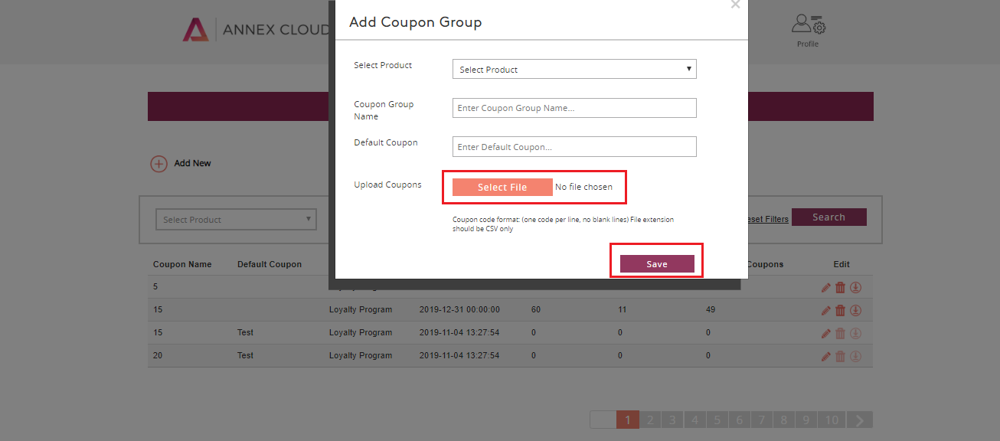 Add Coupon Group
ANNEX CLOUD
Profile
Select Product
Select Product
Coupon Group
Name
Enter Coupon Group Name...
Default Coupon
Enter Default Coupon...
Add New
Upload Coupons
Select File No file chosen
Select Product
Coupon code format: (one code per line, no blank lines) File extension
should be CSV only
eset Filters
Search
Save
Coupon Name Default Coupon Coupons Edit
5
15 Loyalty Program 2019-12-31 00:00:00 60 11 49
15 Test Loyalty Program 2019-11-04 13:27:54 0 0 0
20 Test Loyalty Program 2019-11-04 13:27:54 0 0 0
1 2 3 4 5 6 7 8 9 10